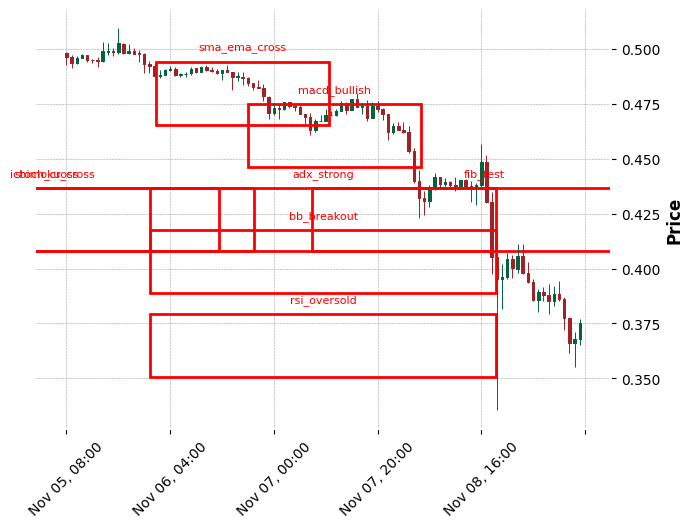 sma_ema_cross
macd_bullish
adx_strong
fib_test
bb_breakout
rsi_oversold
0.500
0.475
0.450
0.425
0.400
0.375
0.350
Price
Nov 05, 08:00
Nov 06, 04:00
Nov 07, 00:00
Nov 07, 20:00
Nov 08, 16:00